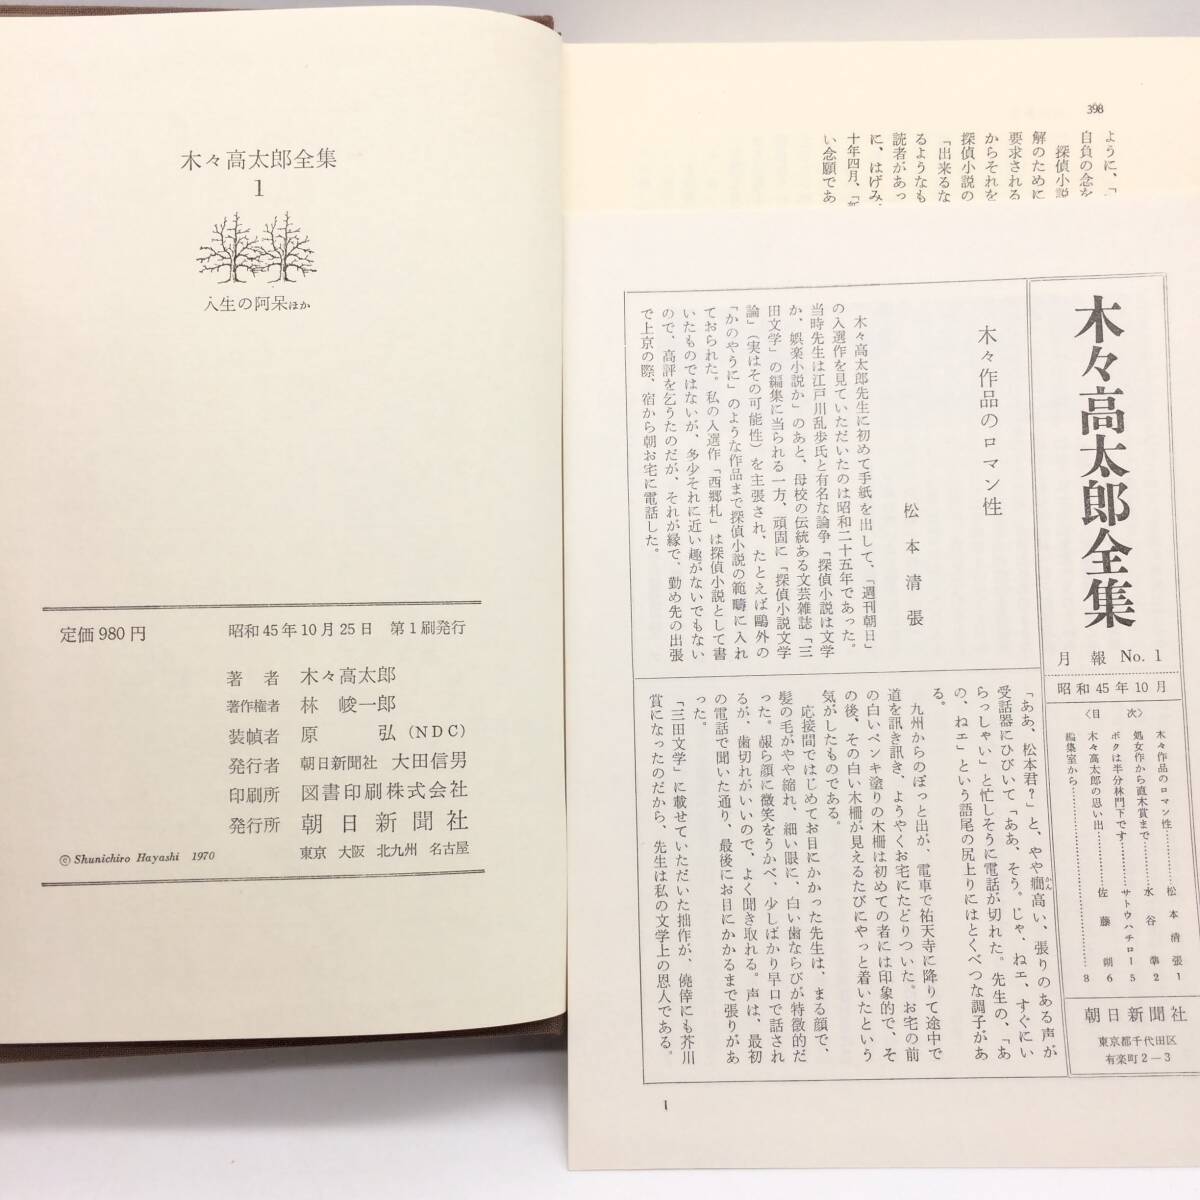 木々高太郎全集
1
人生の阿呆ほか
定価980円
昭和45年10月25日 第1刷発行
著者 木々高太郎
著作権者 林峻一郎
装幀者 原弘(NDC)
発行者 朝日新聞社 大田信男
印刷所 図書印刷株式会社
発行所 朝日新聞社
東京 大阪 北九州 名古屋
© Shunichiro Hayashi 1970
398
ように、
自負の念を
探偵小説
解のために
要求される
からそれを
探偵小説の
「出来るな
るようなも
読者があっ
に、はげみ、
十年四月、「新
い念願であ
木々高太郎全集
月報 No. 1
昭和45年10月
〈目次〉
木々作品のロマン性…………松本清張 1
処女作から直木賞まで…………水谷準 2
ボクは半分林門下です…………サトウハチロー 5
木々高太郎の思い出…………佐藤朔 6
編集室から…………8
朝日新聞社
東京都千代田区
有楽町2-3
木々作品のロマン性
松本清張
木々高太郎先生に初めて手紙を出して、「週刊朝日」
の入選作を見ていただいたのは昭和二十五年であった。
当時先生は江戸川乱歩氏と有名な論争「探偵小説は文学
か、娯楽小説か」のあと、母校の伝統ある文芸雑誌「三
田文学」の編集に当られる一方、頑固に「探偵小説文学
論」(実はその可能性)を主張され、たとえば鷗外の
「かのやうに」のような作品まで探偵小説の範疇に入れ
ておられた。私の入選作「西郷札」は探偵小説として書
いたものではないが、多少それに近い趣がないでもない
ので、高評を乞うたのだが、それが縁で、勤め先の出張
で上京の際、宿から朝お宅に電話した。
「ああ、松本君?」と、やや癇高い、張りのある声が
かん
受話器にひびいて「ああ、そう。じゃ、ねエ、すぐにい
らっしゃい」と忙しそうに電話が切れた。先生の、「あ
の、ねエ」という語尾の尻上りにはとくべつな調子があ
る。
九州からのぽっと出が、電車で祐天寺に降りて途中で
道を訊き訊き、ようやくお宅にたどりついた。お宅の前
の白いペンキ塗りの木柵は初めての者には印象的で、そ
の後、その白い木柵が見えるたびにやっと着いたという
気がしたものである。
応接間ではじめてお目にかかった先生は、まる顔で、
髪の毛がやや縮れ、細い眼に、白い歯ならびが特徴的だ
った。赧ら顔に微笑をうかべ、少しばかり早口で話され
るが、歯切れがいいので、よく聞き取れる。声は、最初
の電話で聞いた通り、最後にお目にかかるまで張りがあ
った。
「三田文学」に載せていただいた拙作が、僥倖にも芥川
賞になったのだから、先生は私の文学上の恩人である。
1